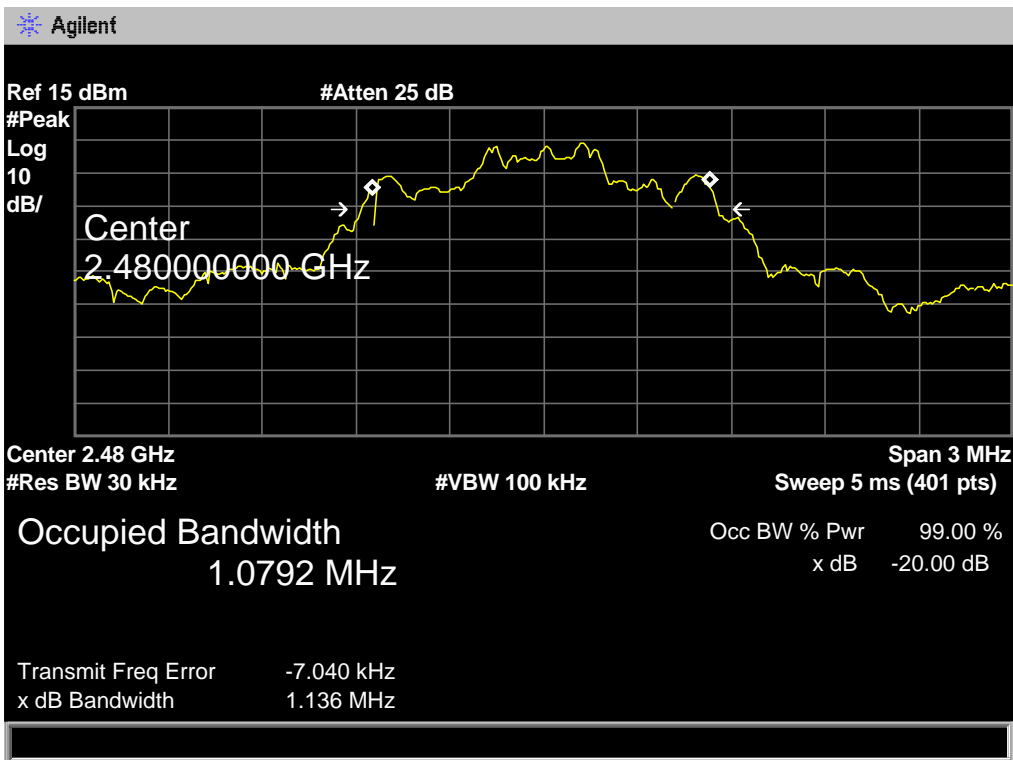 Agilent
Ref 15 dBm #Atten 25 dB
#Peak
Log
10
dB/
Center
2.480000000 GHz
Center 2.48 GHz Span 3 MHz
#Res BW 30 kHz #VBW 100 kHz Sweep 5 ms (401 pts)
Occupied Bandwidth Occ BW % Pwr 99.00 %
1.0792 MHz x dB -20.00 dB
Transmit Freq Error -7.040 kHz
x dB Bandwidth 1.136 MHz